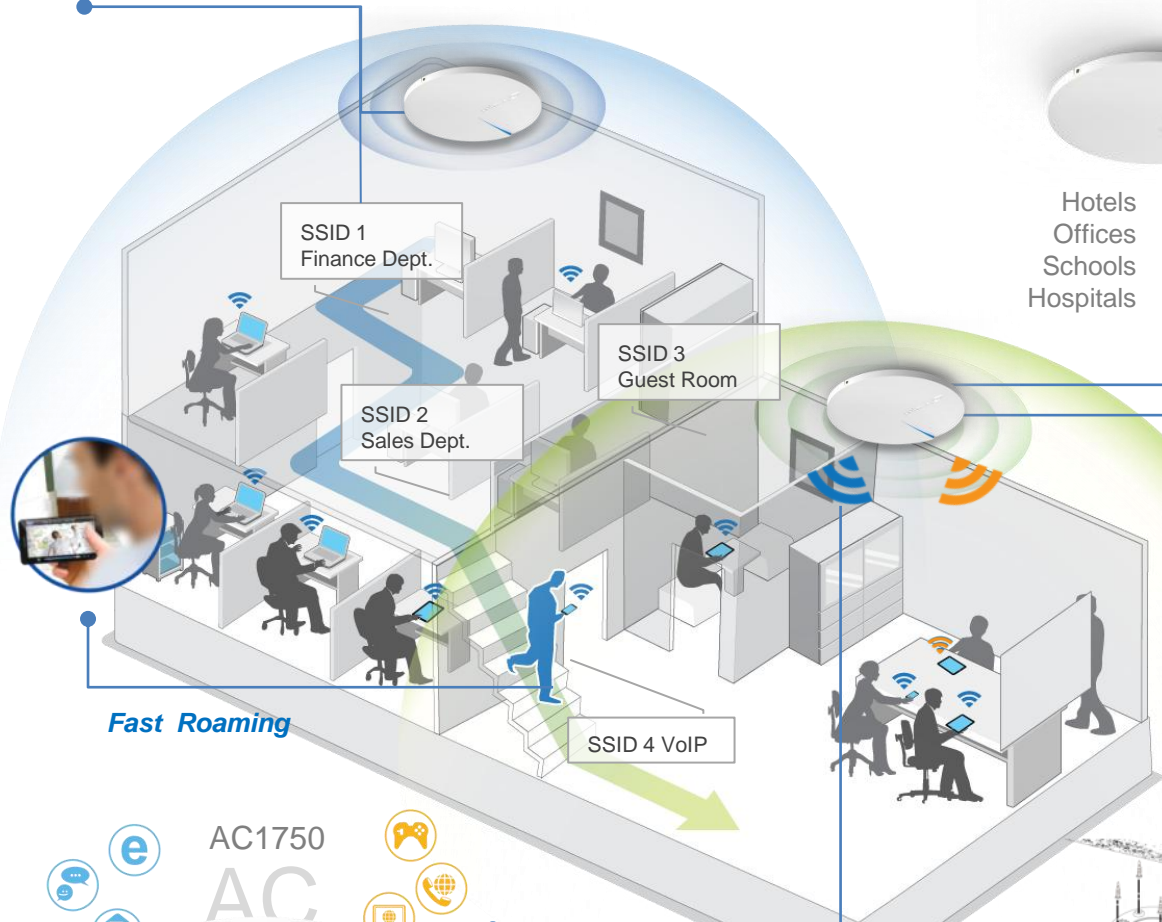 SSID 1
Finance Dept.
Hotels
Offices
Schools
Hospitals
SSID 3
Guest Room
SSID 2
Sales Dept.
Fast Roaming
SSID 4 VoIP
AC1750
AC